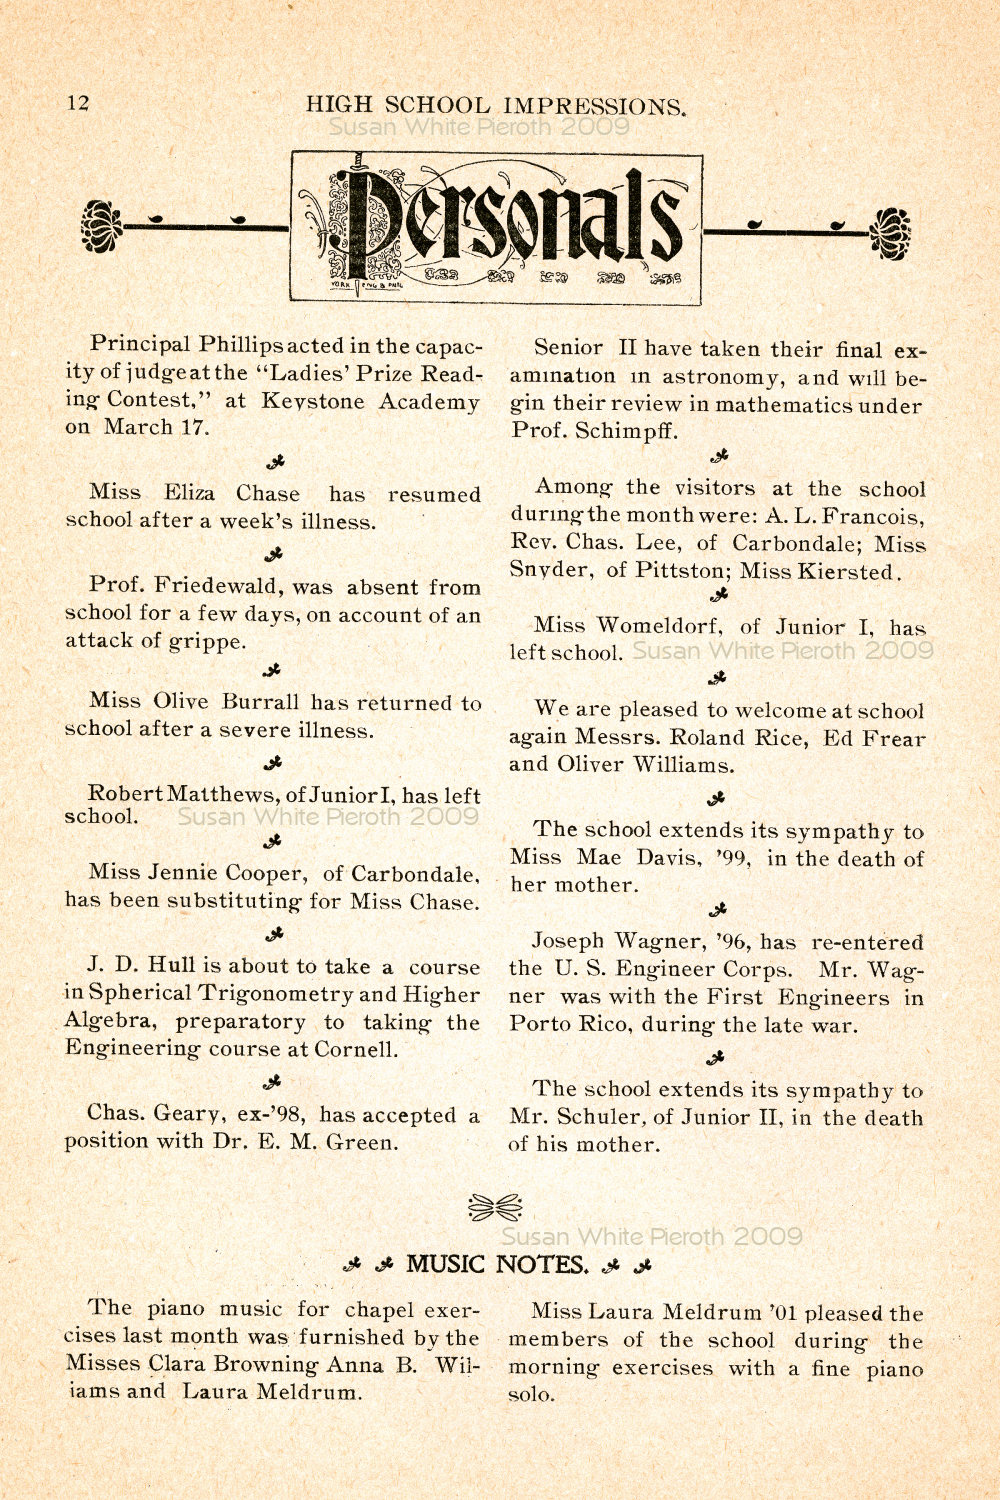 12
HIGH SCHOOL IMPRESSIONS.
Susan White Pieroth 2009
Personals
YORK ENG & PUB.
Principal Phillips acted in the capac-
ity of judge at the “Ladies’ Prize Read-
ing Contest,” at Keystone Academy
on March 17.
Miss Eliza Chase has resumed
school after a week’s illness.
Prof. Friedewald, was absent from
school for a few days, on account of an
attack of grippe.
Miss Olive Burrall has returned to
school after a severe illness.
Robert Matthews, of Junior I, has left
school.
Susan White Pieroth 2009
Miss Jennie Cooper, of Carbondale,
has been substituting for Miss Chase.
J. D. Hull is about to take a course
in Spherical Trigonometry and Higher
Algebra, preparatory to taking the
Engineering course at Cornell.
Chas. Geary, ex-’98, has accepted a
position with Dr. E. M. Green.
Senior II have taken their final ex-
amination in astronomy, and will be-
gin their review in mathematics under
Prof. Schimpff.
Among the visitors at the school
during the month were: A. L. Francois,
Rev. Chas. Lee, of Carbondale; Miss
Snyder, of Pittston; Miss Kiersted.
Miss Womeldorf, of Junior I, has
left school.
Susan White Pieroth 2009
We are pleased to welcome at school
again Messrs. Roland Rice, Ed Frear
and Oliver Williams.
The school extends its sympathy to
Miss Mae Davis, ’99, in the death of
her mother.
Joseph Wagner, ’96, has re-entered
the U. S. Engineer Corps. Mr. Wag-
ner was with the First Engineers in
Porto Rico, during the late war.
The school extends its sympathy to
Mr. Schuler, of Junior II, in the death
of his mother.
Susan White Pieroth 2009
MUSIC NOTES.
The piano music for chapel exer-
cises last month was furnished by the
Misses Clara Browning Anna B. Wil-
iams and Laura Meldrum.
Miss Laura Meldrum ’01 pleased the
members of the school during the
morning exercises with a fine piano
solo.